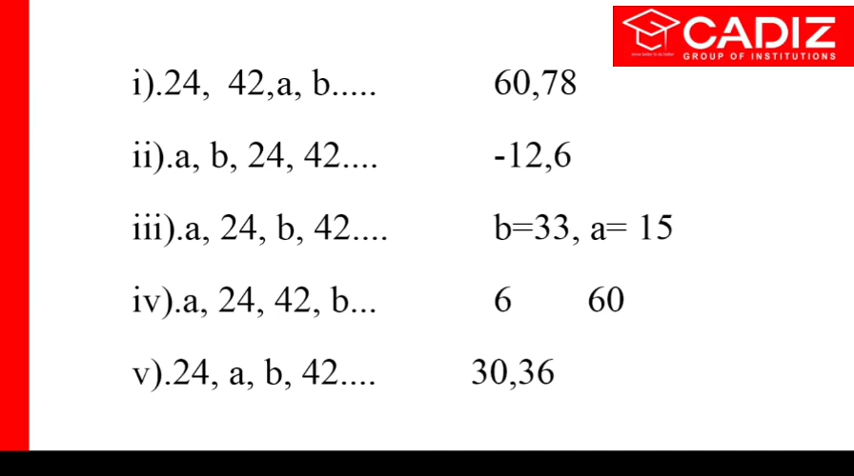 CADIZ
GROUP OF INSTITUTIONS
i).24, 42,a, b..... 60,78
ii).a, b, 24, 42.... -12,6
iii).a, 24, b, 42.... b=33, a= 15
iv).a, 24, 42, b... 6 60
v).24, a, b, 42.... 30,36